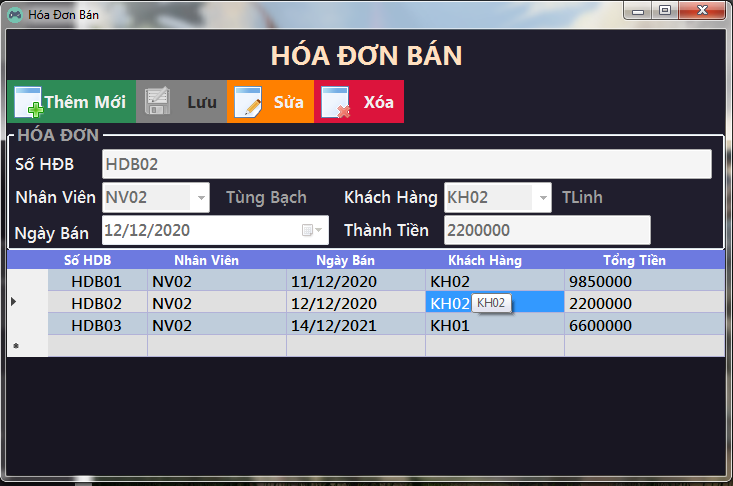 Hóa Đơn Bán
HÓA ĐƠN BÁN
Thêm Mới Lưu Sửa Xóa
HÓA ĐƠN
Số HĐB HDB02
Nhân Viên NV02 Tùng Bạch Khách Hàng KH02 TLinh
Ngày Bán 12/12/2020 Thành Tiền 2200000
Số HDB Nhân Viên Ngày Bán Khách Hàng Tổng Tiền
HDB01 NV02 11/12/2020 KH02 9850000
HDB02 NV02 12/12/2020 KH02 KH02 2200000
HDB03 NV02 14/12/2021 KH01 6600000